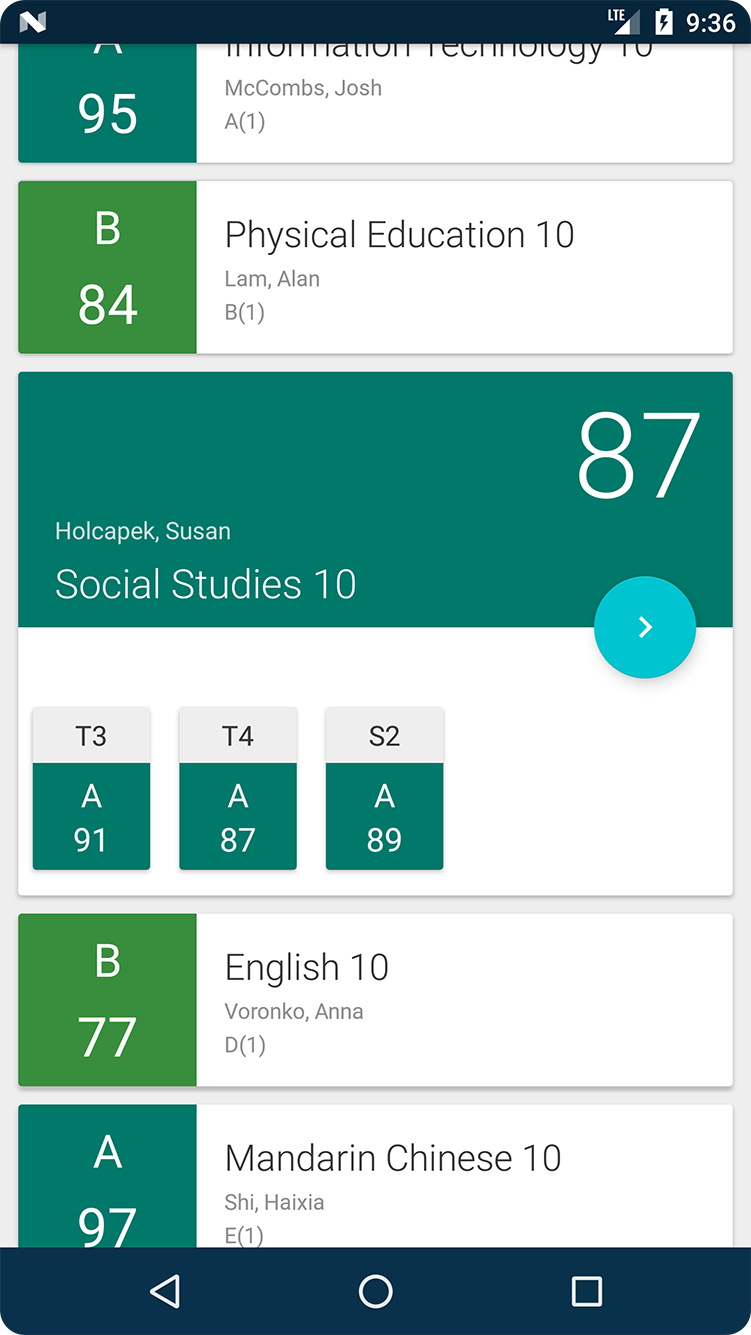 LTE 9:36
A
95
Information Technology 10
McCombs, Josh
A(1)
B
84
Physical Education 10
Lam, Alan
B(1)
87
Holcapek, Susan
Social Studies 10
T3
A
91
T4
A
87
S2
A
89
B
77
English 10
Voronko, Anna
D(1)
A
97
Mandarin Chinese 10
Shi, Haixia
E(1)